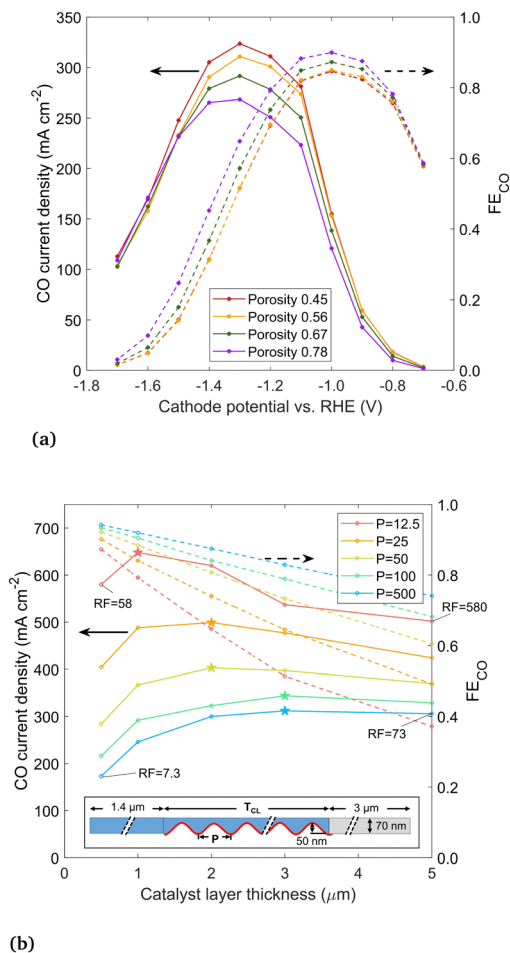 350
300
250
200
150
100
50
0
CO current density (mA cm-2)
1.0
0.8
0.6
0.4
0.2
0.0
FECO
Porosity 0.45
Porosity 0.56
Porosity 0.67
Porosity 0.78
-1.8 -1.6 -1.4 -1.2 -1.0 -0.8 -0.6
Cathode potential vs. RHE (V)
(a)
700
600
500
400
300
200
100
0
CO current density (mA cm-2)
1.0
0.8
0.6
0.4
0.2
0.0
FECO
P=12.5
P=25
P=50
P=100
P=500
RF=58
RF=580
RF=73
RF=7.3
1.4 μm TCL 3 μm
P 50 nm 70 nm
0 1 2 3 4 5
Catalyst layer thickness (μm)
(b)